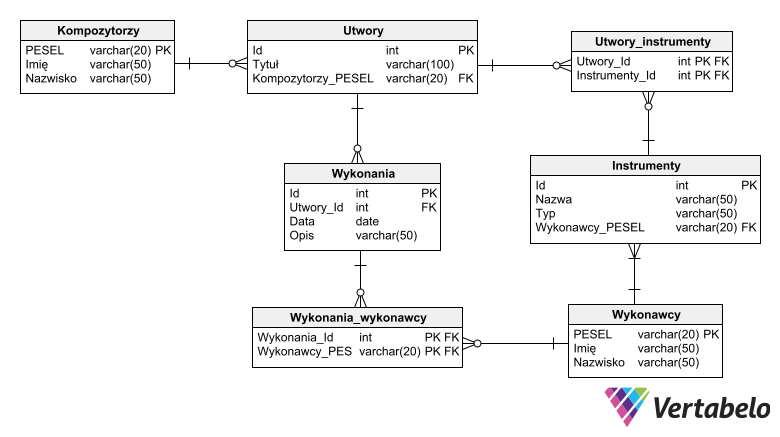 Kompozytorzy
PESEL varchar(20) PK
Imię varchar(50)
Nazwisko varchar(50)
Utwory
Id int PK
Tytuł varchar(100)
Kompozytorzy_PESEL varchar(20) FK
Utwory_instrumenty
Utwory_Id int PK FK
Instrumenty_Id int PK FK
Wykonania
Id int PK
Utwory_Id int FK
Data date
Opis varchar(50)
Instrumenty
Id int PK
Nazwa varchar(50)
Typ varchar(50)
Wykonawcy_PESEL varchar(20) FK
Wykonania_wykonawcy
Wykonania_Id int PK FK
Wykonawcy_PES varchar(20) PK FK
Wykonawcy
PESEL varchar(20) PK
Imię varchar(50)
Nazwisko varchar(50)
Vertabelo